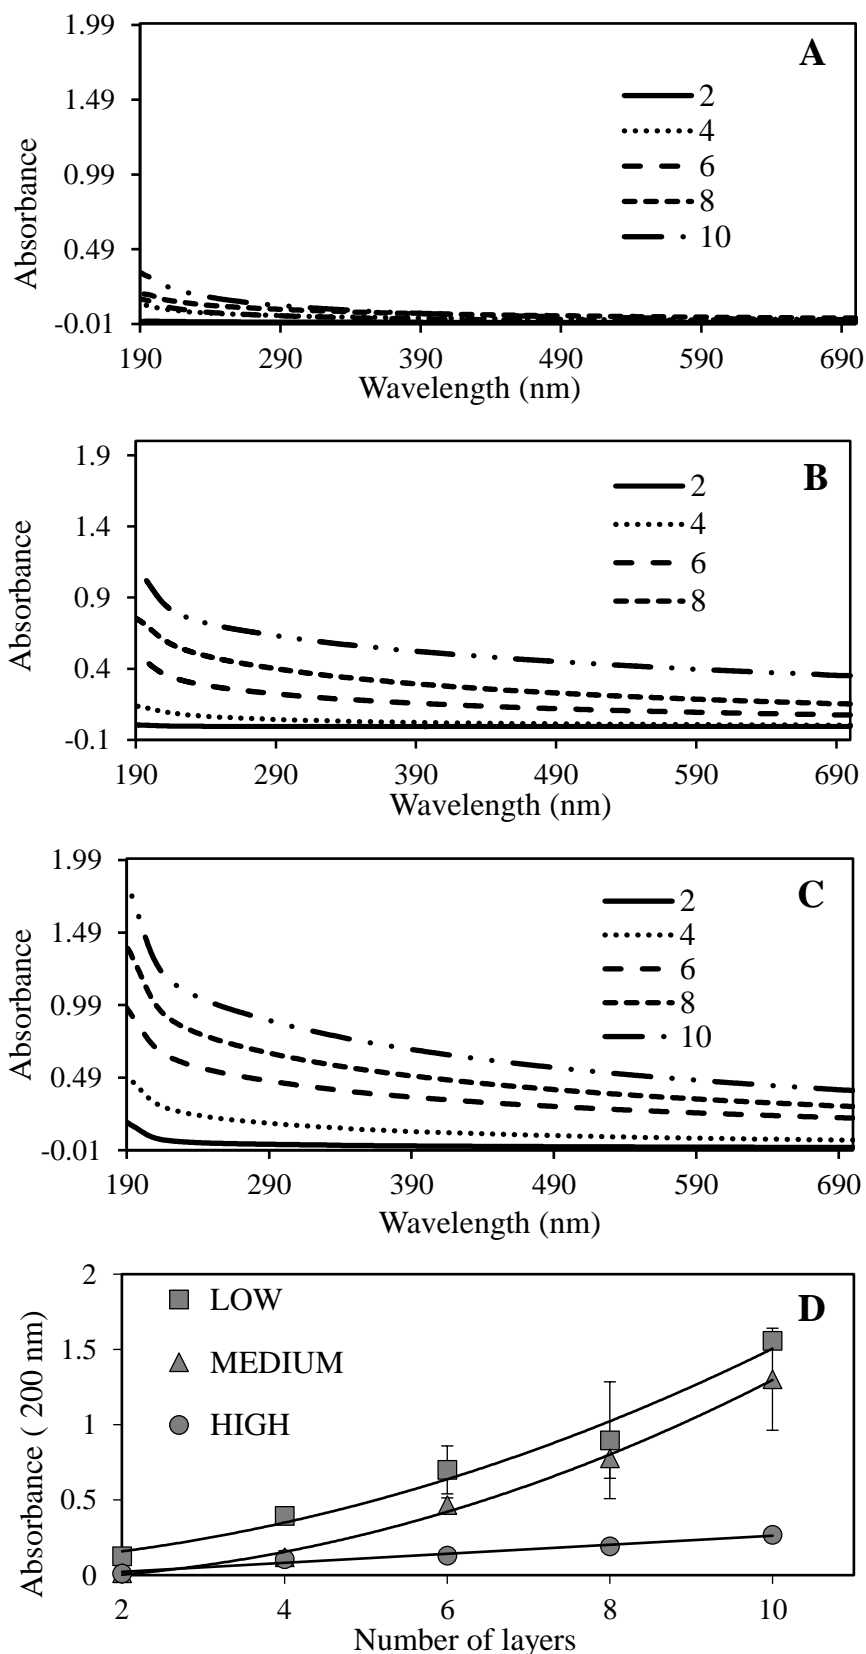 1.99
A
1.49
0.99
0.49
-0.01
Absorbance
2
4
6
8
10
190 290 390 490 590 690
Wavelength (nm)
1.9
B
1.4
0.9
0.4
-0.1
Absorbance
2
4
6
8
190 290 390 490 590 690
Wavelength (nm)
1.99
C
1.49
0.99
0.49
-0.01
Absorbance
2
4
6
8
10
190 290 390 490 590 690
Wavelength (nm)
2
D
1.5
1
0.5
0
Absorbance ( 200 nm)
LOW
MEDIUM
HIGH
2 4 6 8 10
Number of layers